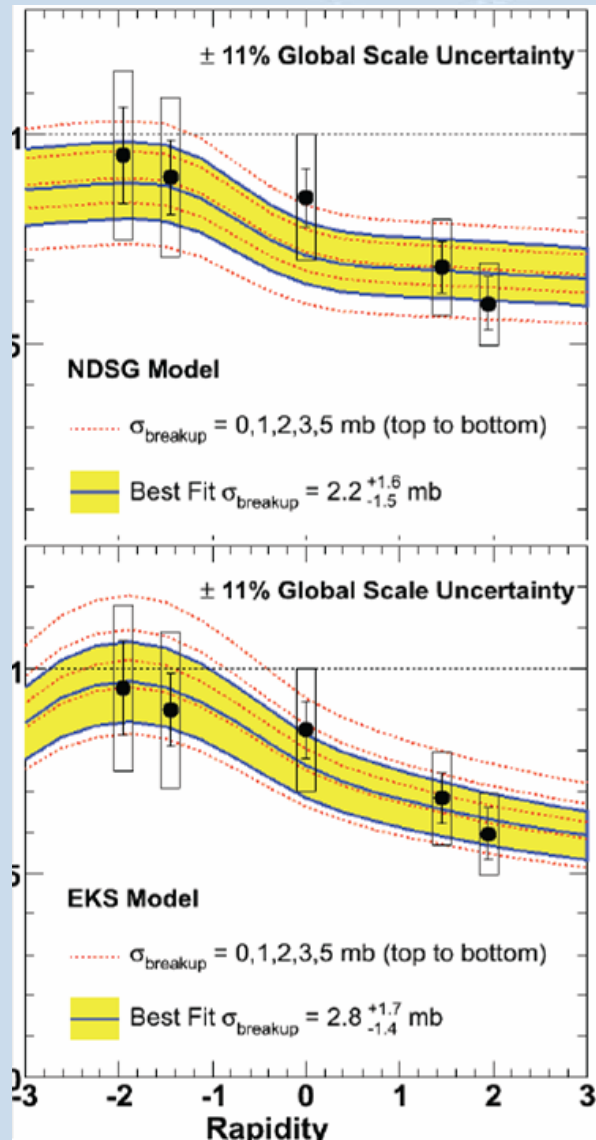 ± 11% Global Scale Uncertainty
1
5
NDSG Model
σbreakup = 0,1,2,3,5 mb (top to bottom)
Best Fit σbreakup = 2.2 +1.6 -1.5 mb
± 11% Global Scale Uncertainty
1
5
EKS Model
σbreakup = 0,1,2,3,5 mb (top to bottom)
Best Fit σbreakup = 2.8 +1.7 -1.4 mb
0
-3 -2 -1 0 1 2 3
Rapidity